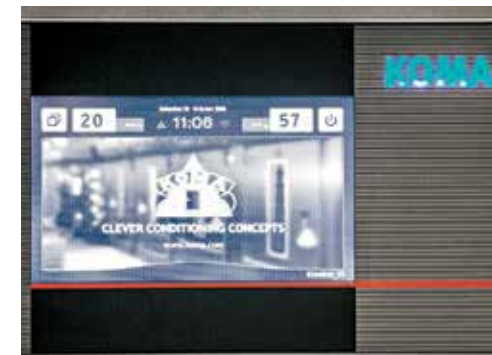 KOMA
20 11:06 57
KOMA
CLEVER CONDITIONING CONCEPTS
www.koma.com